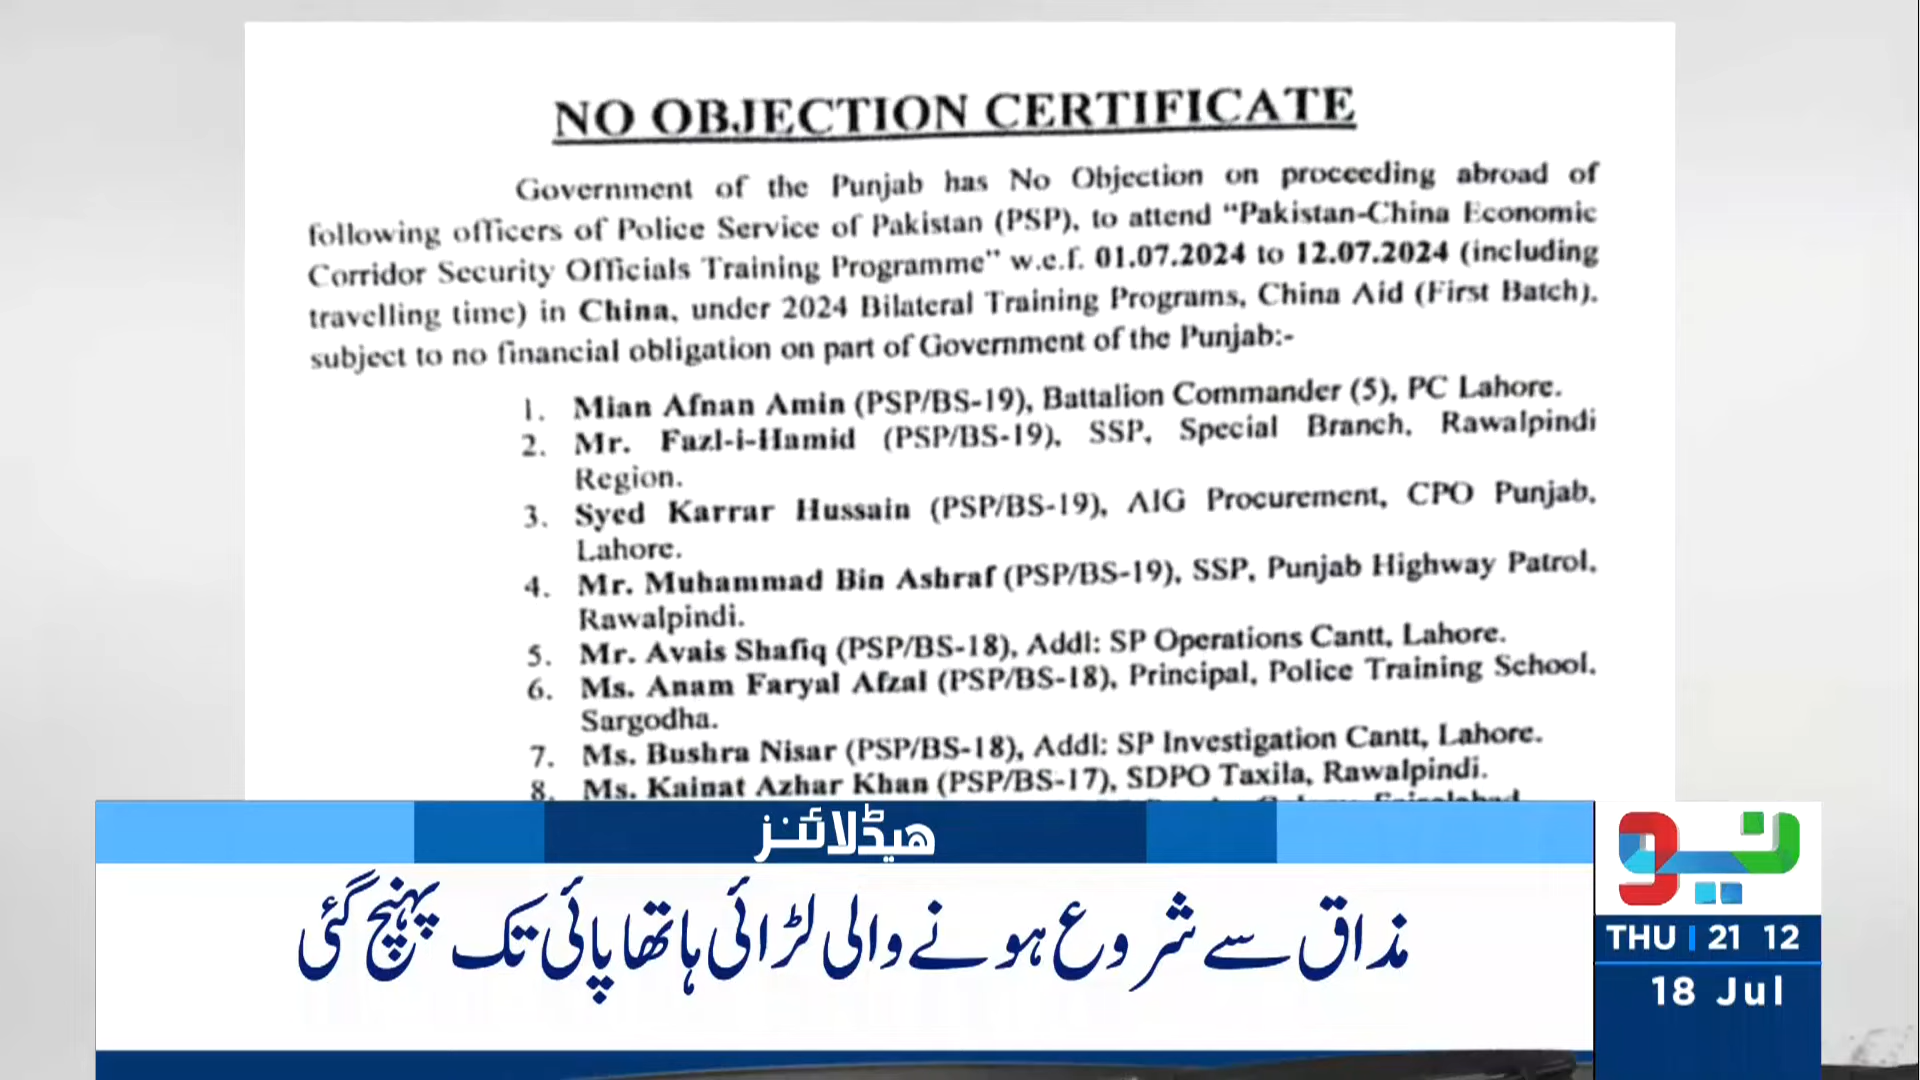 NO OBJECTION CERTIFICATE
Government of the Punjab has No Objection on proceeding abroad of
following officers of Police Service of Pakistan (PSP), to attend “Pakistan-China Economic
Corridor Security Officials Training Programme” w.e.f. 01.07.2024 to 12.07.2024 (including
travelling time) in China, under 2024 Bilateral Training Programs, China Aid (First Batch),
subject to no financial obligation on part of Government of the Punjab:-
1. Mian Afnan Amin (PSP/BS-19), Battalion Commander (5), PC Lahore.
2. Mr. Fazl-i-Hamid (PSP/BS-19), SSP, Special Branch, Rawalpindi
Region.
3. Syed Karrar Hussain (PSP/BS-19), AIG Procurement, CPO Punjab,
Lahore.
4. Mr. Muhammad Bin Ashraf (PSP/BS-19), SSP, Punjab Highway Patrol,
Rawalpindi.
5. Mr. Avais Shafiq (PSP/BS-18), Addl: SP Operations Cantt, Lahore.
6. Ms. Anam Faryal Afzal (PSP/BS-18), Principal, Police Training School,
Sargodha.
7. Ms. Bushra Nisar (PSP/BS-18), Addl: SP Investigation Cantt, Lahore.
8. Ms. Kainat Azhar Khan (PSP/BS-17), SDPO Taxila, Rawalpindi.
ہیڈلائنز
مذاق سے شروع ہونے والی لڑائی ہاتھا پائی تک پہنچ گئی
نیو
THU | 21 12
18 Jul